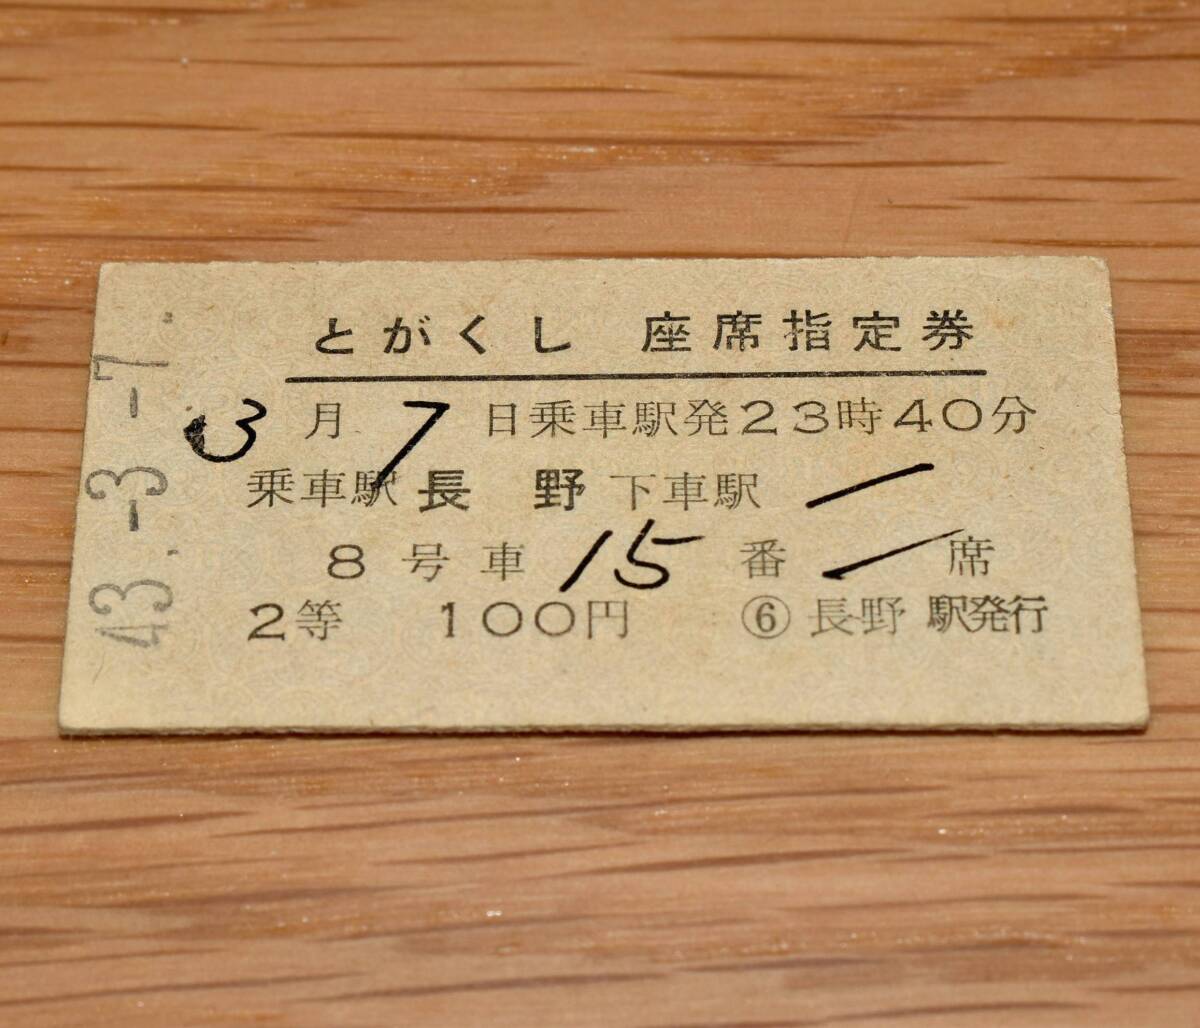 とがくし 座席指定券
3月7日乗車駅発23時40分
乗車駅 長野 下車駅 ―
8号車 15番 ― 席
2等 100円 ⑥長野駅発行
43.-3.-7.